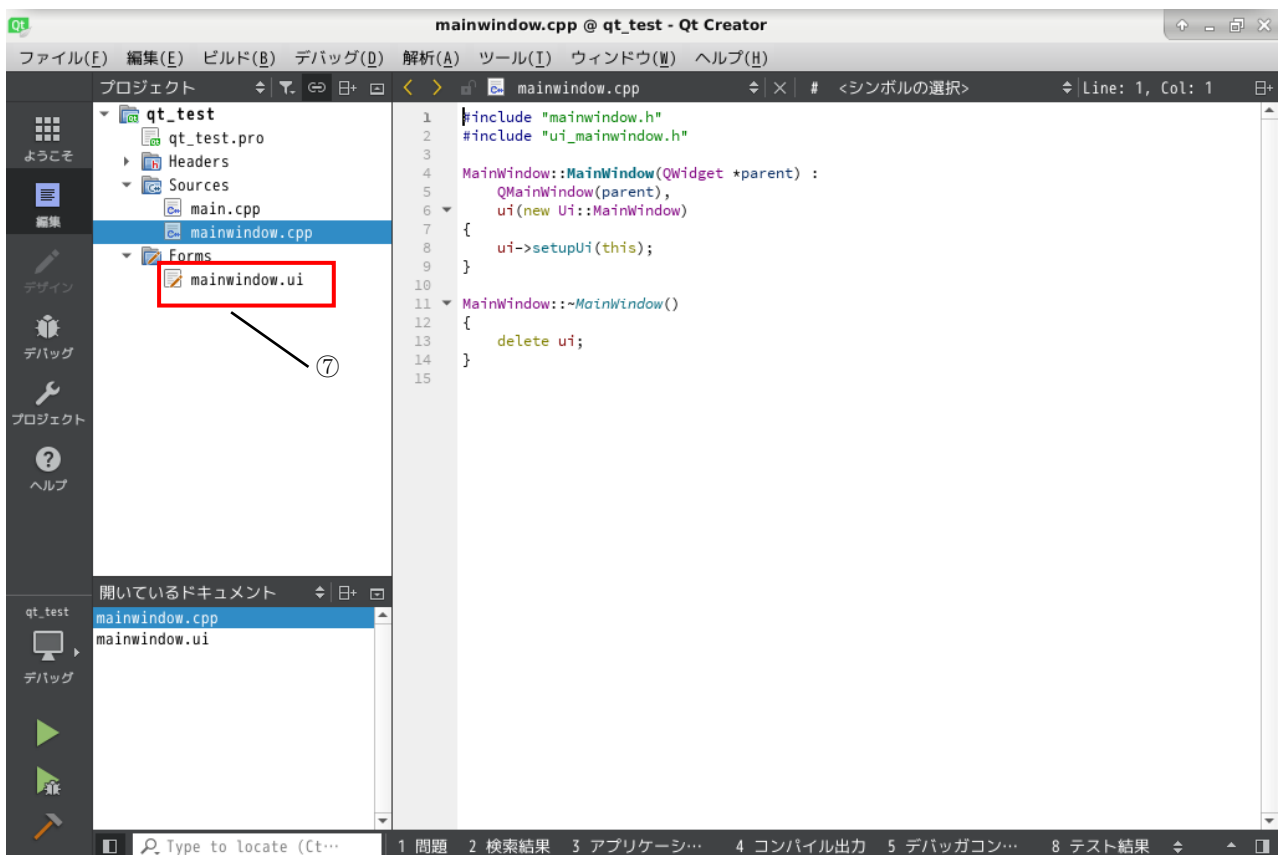 mainwindow.cpp @ qt_test - Qt Creator
ファイル(F) 編集(E) ビルド(B) デバッグ(D) 解析(A) ツール(T) ウィンドウ(W) ヘルプ(H)
プロジェクト
mainwindow.cpp
# <シンボルの選択>
Line: 1, Col: 1
ようこそ
編集
デザイン
デバッグ
プロジェクト
ヘルプ
qt_test
qt_test.pro
Headers
Sources
main.cpp
mainwindow.cpp
Forms
mainwindow.ui
⑦
1 #include "mainwindow.h"
2 #include "ui_mainwindow.h"
3
4 MainWindow::MainWindow(QWidget *parent) :
5 QMainWindow(parent),
6 ui(new Ui::MainWindow)
7 {
8 ui->setupUi(this);
9 }
10
11 MainWindow::~MainWindow()
12 {
13 delete ui;
14 }
15
開いているドキュメント
mainwindow.cpp
mainwindow.ui
qt_test
デバッグ
Type to locate (Ct…
1 問題 2 検索結果 3 アプリケーシ… 4 コンパイル出力 5 デバッガコン… 8 テスト結果